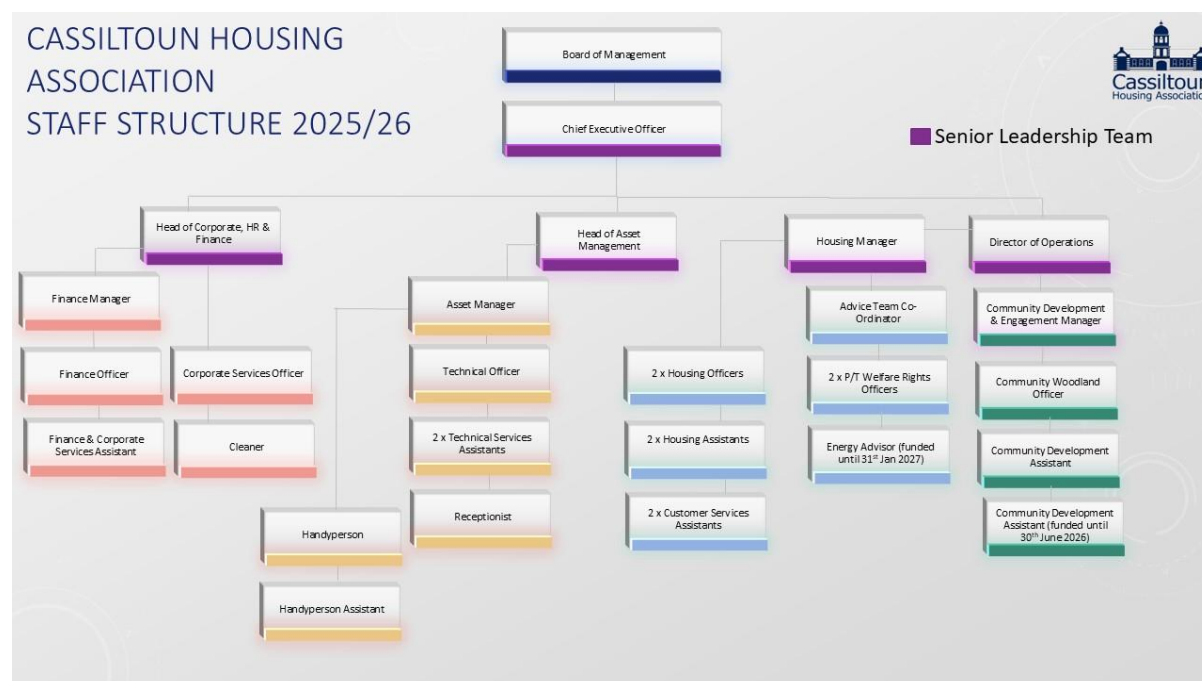 CASSILTOUN HOUSING
ASSOCIATION
STAFF STRUCTURE 2025/26
Board of Management
Chief Executive Officer
Cassiltoun
Housing Association
Senior Leadership Team
Head of Corporate, HR &
Finance
Head of Asset
Management
Housing Manager
Director of Operations
Finance Manager
Finance Officer
Finance & Corporate
Services Assistant
Corporate Services Officer
Cleaner
Asset Manager
Technical Officer
2 x Technical Services
Assistants
Receptionist
Handyperson
Handyperson Assistant
2 x Housing Officers
2 x Housing Assistants
2 x Customer Services
Assistants
Advice Team Co-
Ordinator
2 x P/T Welfare Rights
Officers
Energy Advisor (funded
until 31st Jan 2027)
Community Development
& Engagement Manager
Community Woodland
Officer
Community Development
Assistant
Community Development
Assistant (funded until
30th June 2026)